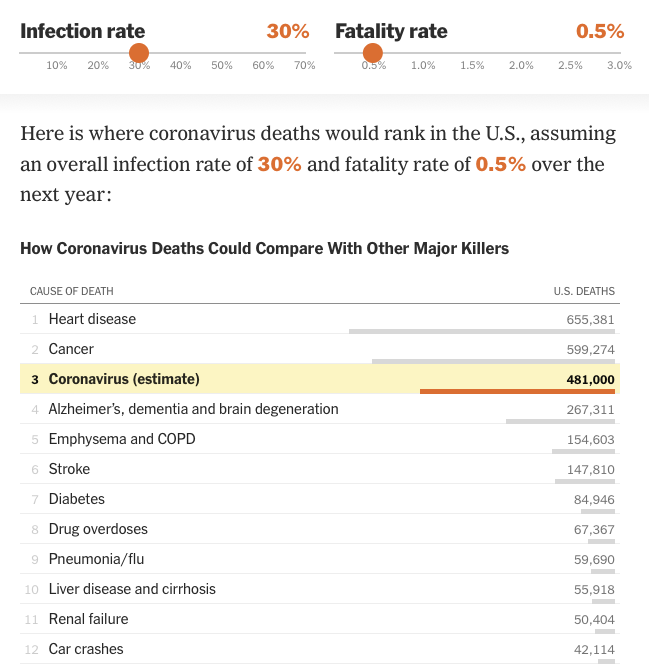 Infection rate 30% Fatality rate 0.5%
10% 20% 30% 40% 50% 60% 70% 0.5% 1.0% 1.5% 2.0% 2.5% 3.0%
Here is where coronavirus deaths would rank in the U.S., assuming
an overall infection rate of 30% and fatality rate of 0.5% over the
next year:
How Coronavirus Deaths Could Compare With Other Major Killers
CAUSE OF DEATH U.S. DEATHS
1 Heart disease 655,381
2 Cancer 599,274
3 Coronavirus (estimate) 481,000
4 Alzheimer’s, dementia and brain degeneration 267,311
5 Emphysema and COPD 154,603
6 Stroke 147,810
7 Diabetes 84,946
8 Drug overdoses 67,367
9 Pneumonia/flu 59,690
10 Liver disease and cirrhosis 55,918
11 Renal failure 50,404
12 Car crashes 42,114